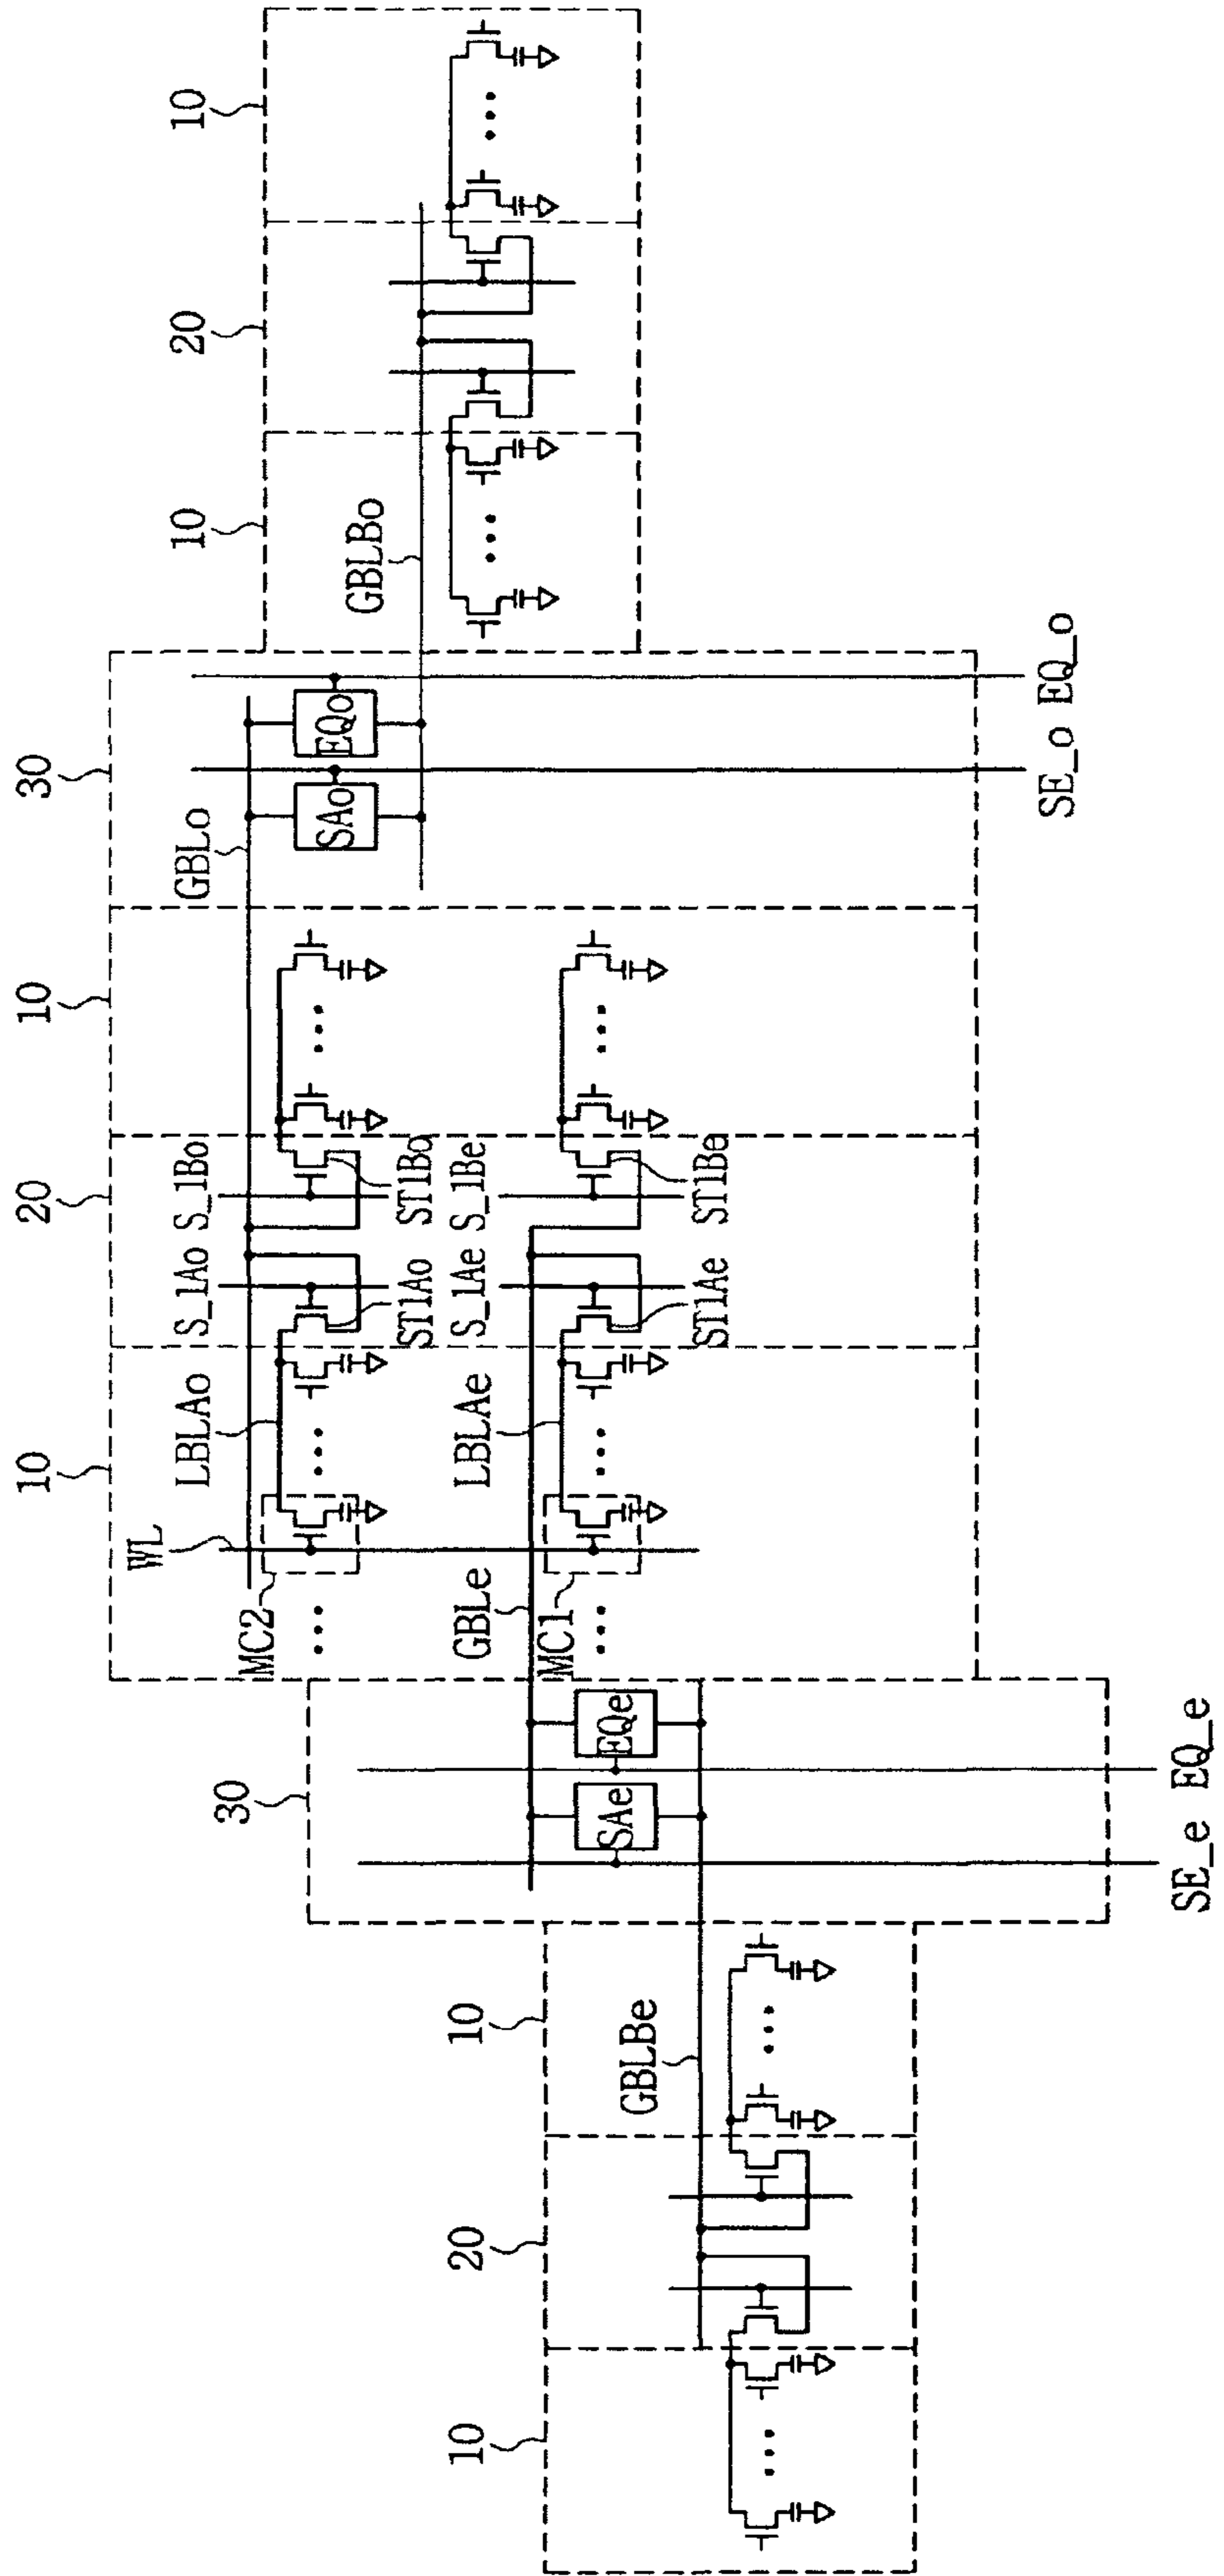 10
20
10
GBLBo
30
GBLo
EQo
SAo
SE_o
EQ_o
10
20
S_1Ao
S_1Bo
ST1Ao
ST1Bo
S_1Ae
S_1Be
ST1Ae
ST1Be
10
LBLAo
LBLAe
WL
MC2
GBLe
MC1
30
EQe
SAe
SE_e
EQ_e
10
GBLBe
20
10